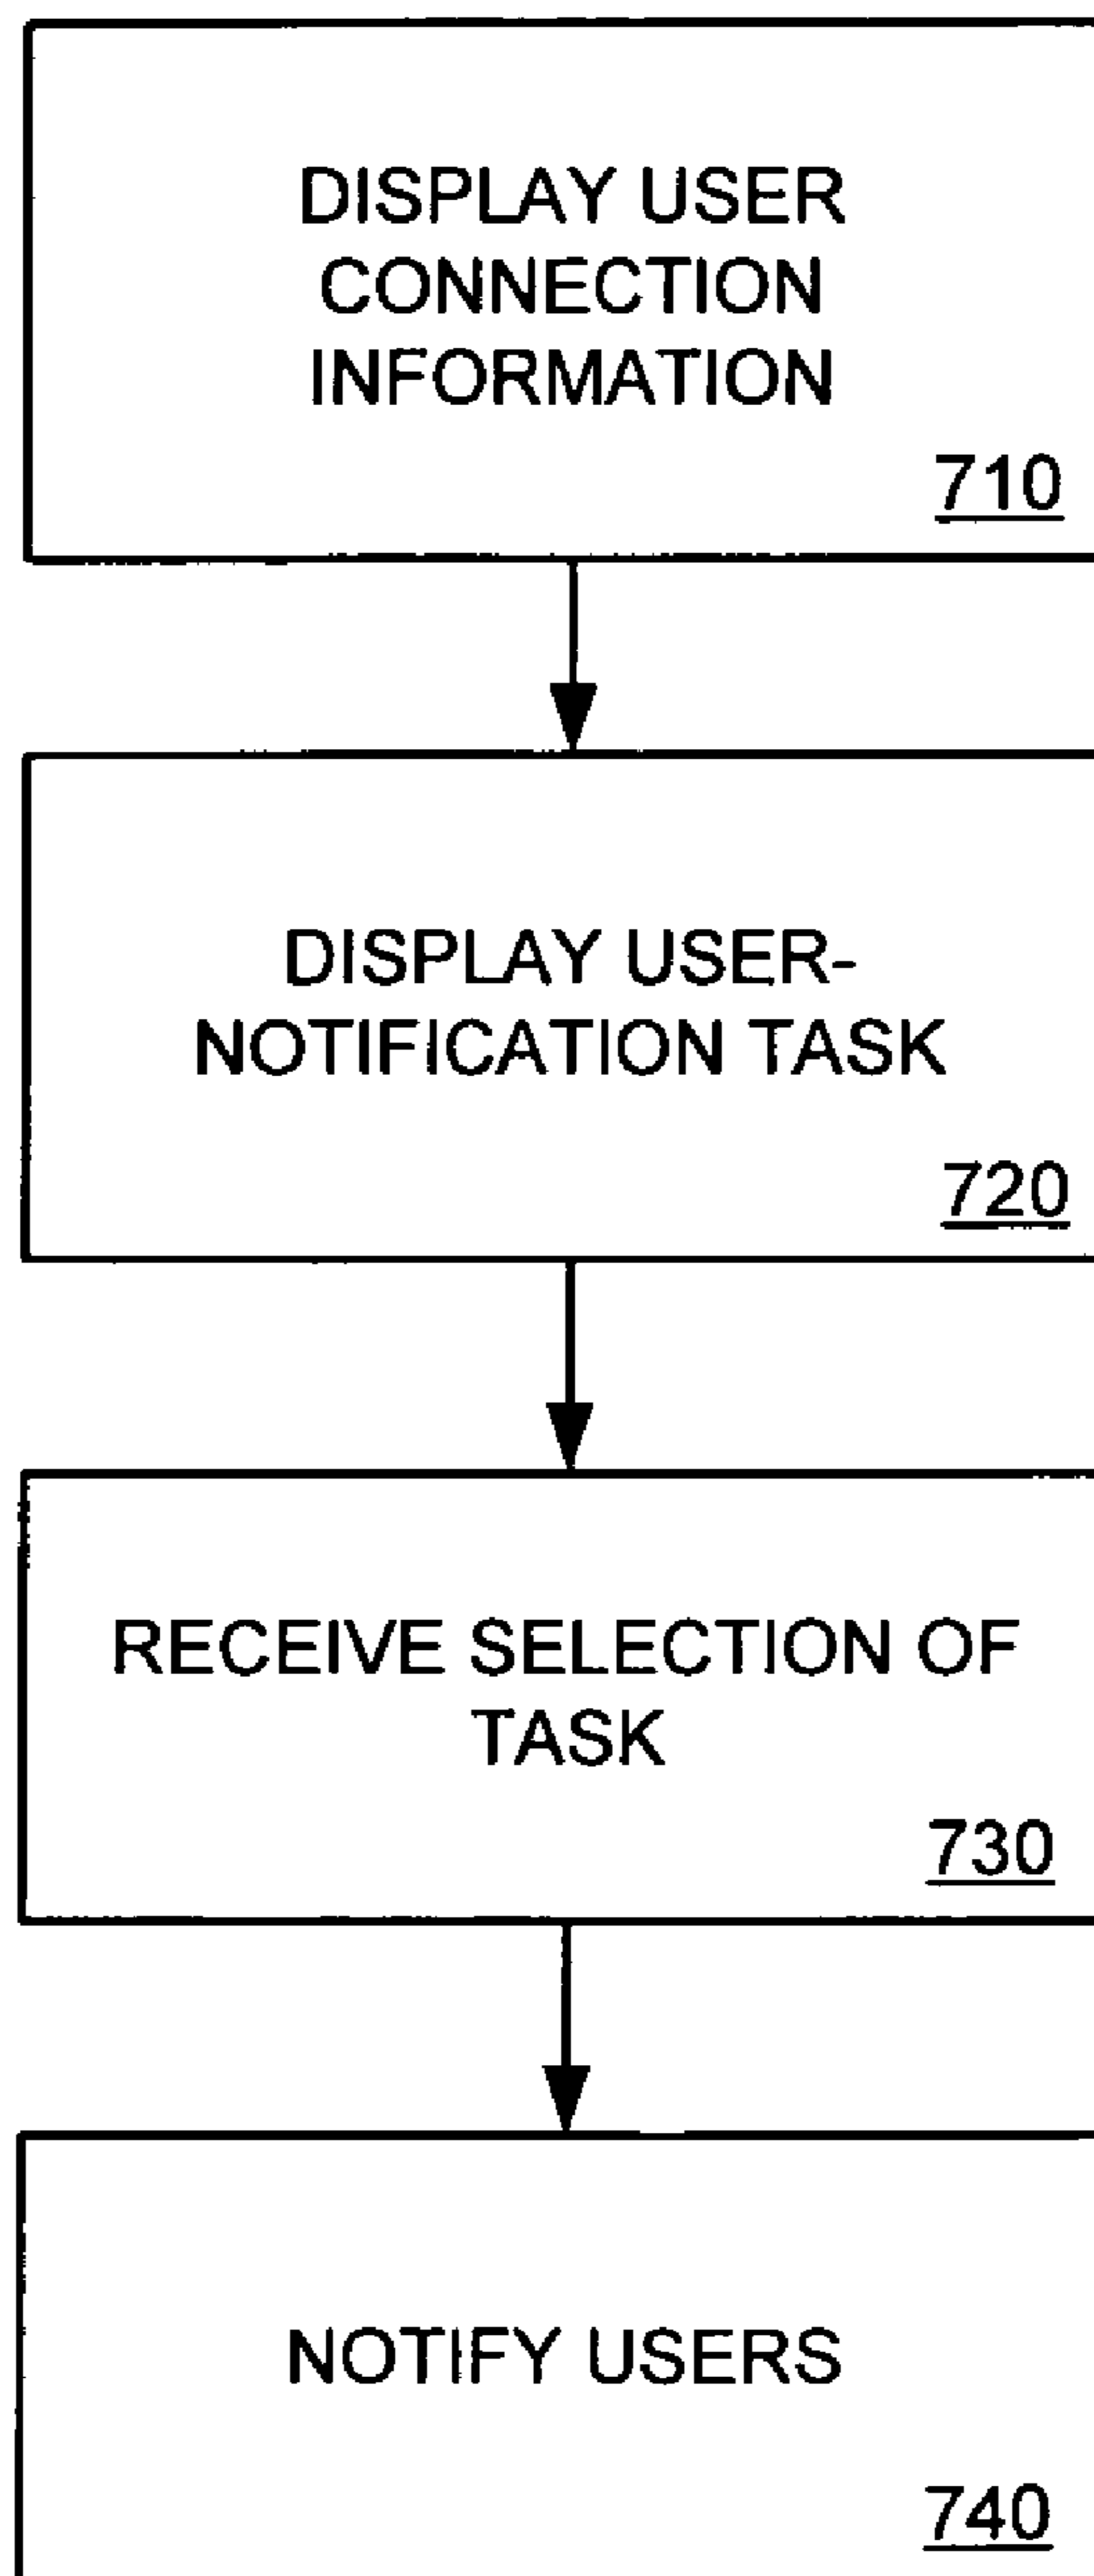 DISPLAY USER
CONNECTION
INFORMATION
710
DISPLAY USER-
NOTIFICATION TASK
720
RECEIVE SELECTION OF
TASK
730
NOTIFY USERS
740